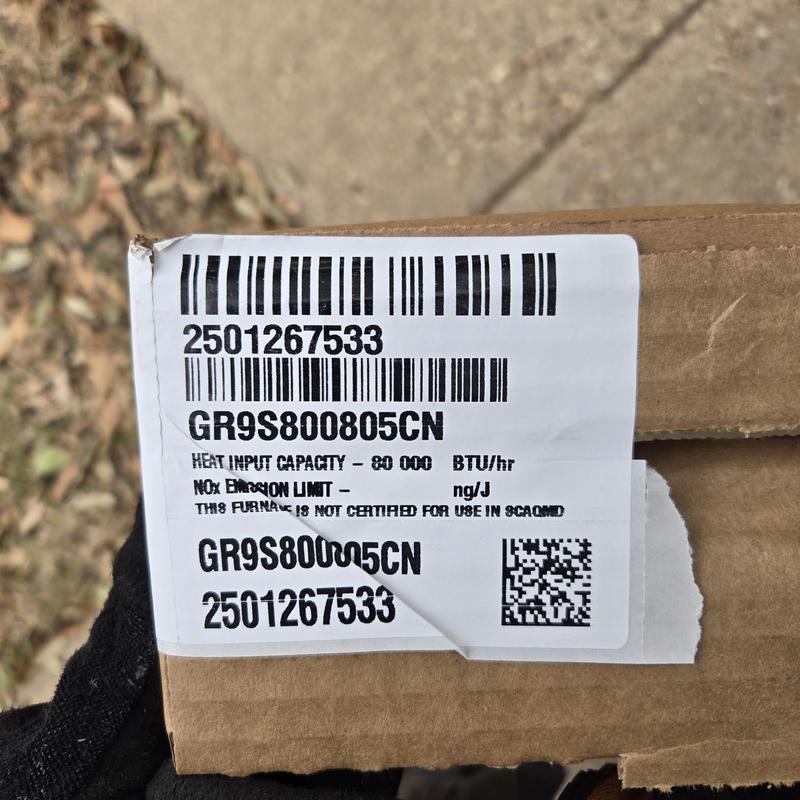 2501267533
GR9S800805CN
HEAT INPUT CAPACITY – 80 000 BTU/hr
NOx EMISSION LIMIT – ng/J
THIS FURNACE IS NOT CERTIFIED FOR USE IN SCAQMD
GR9S800805CN
2501267533